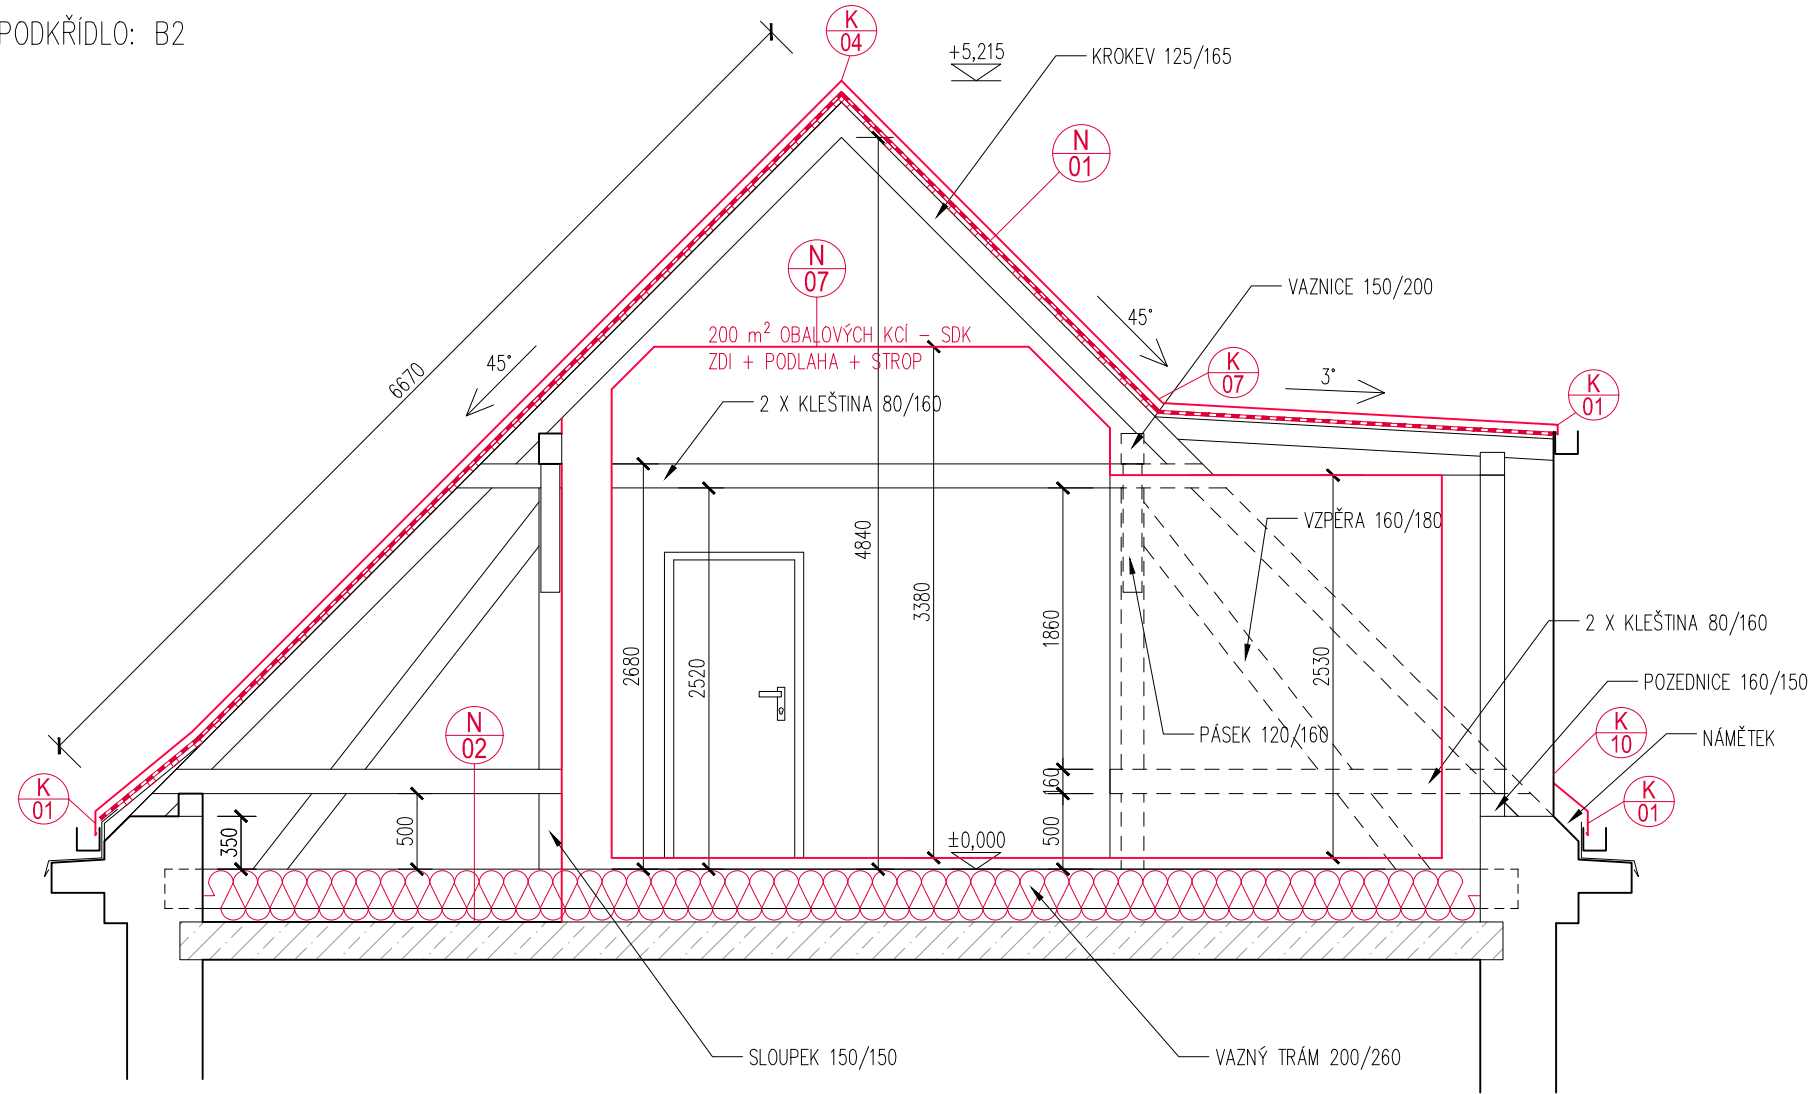 PODKŘÍDLO: B2
K
04
+5,215
KROKEV 125/165
N
01
N
07
VAZNICE 150/200
45°
200 m² OBALOVÝCH KCÍ – SDK
ZDI + PODLAHA + STROP
45°
6670
K
07
3°
K
01
2 X KLEŠTINA 80/160
VZPĚRA 160/180
4840
3380
1860
2680
2520
2530
2 X KLEŠTINA 80/160
POZEDNICE 160/150
PÁSEK 120/160
N
02
K
10
NÁMĚTEK
K
01
160
K
01
350
500
500
±0,000
SLOUPEK 150/150
VAZNÝ TRÁM 200/260